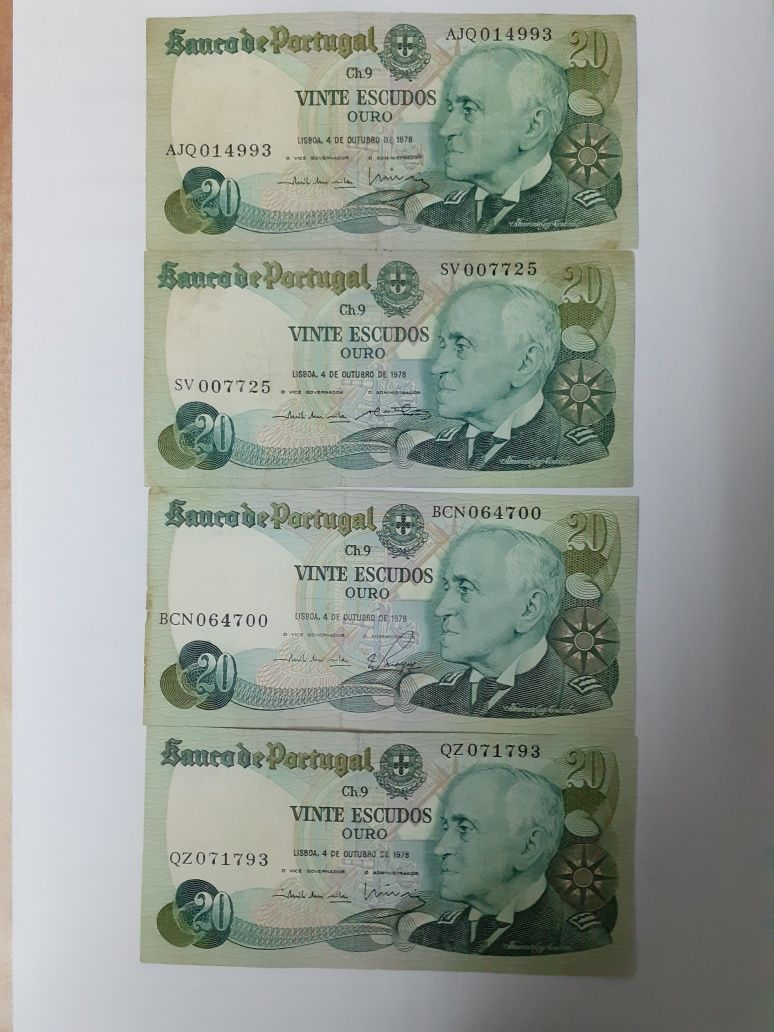 Banco de Portugal AJQ014993 20
Ch.9
VINTE ESCUDOS
OURO
LISBOA, 4 DE OUTUBRO DE 1978
AJQ014993
O VICE GOVERNADOR O ADMINISTRADOR
20
Banco de Portugal SV007725 20
Ch.9
VINTE ESCUDOS
OURO
LISBOA, 4 DE OUTUBRO DE 1978
SV007725
O VICE GOVERNADOR O ADMINISTRADOR
20
Banco de Portugal BCN064700 20
Ch.9
VINTE ESCUDOS
OURO
BCN064700 LISBOA, 4 DE OUTUBRO DE 1978
O VICE GOVERNADOR O ADMINISTRADOR
20
Banco de Portugal QZ071793 20
Ch.9
VINTE ESCUDOS
OURO
LISBOA, 4 DE OUTUBRO DE 1978
QZ071793
O VICE GOVERNADOR O ADMINISTRADOR
20